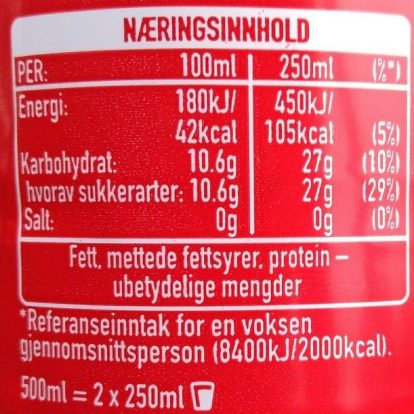 NÆRINGSINNHOLD
PER: 100ml 250ml (%*)
Energi: 180kJ/ 450kJ/
42kcal 105kcal (5%)
Karbohydrat: 10.6g 27g (10%)
hvorav sukkerarter: 10.6g 27g (29%)
Salt: 0g 0g (0%)
Fett, mettede fettsyrer, protein –
ubetydelige mengder
*Referanseinntak for en voksen
gjennomsnittsperson (8400kJ/2000kcal).
500ml = 2 x 250ml